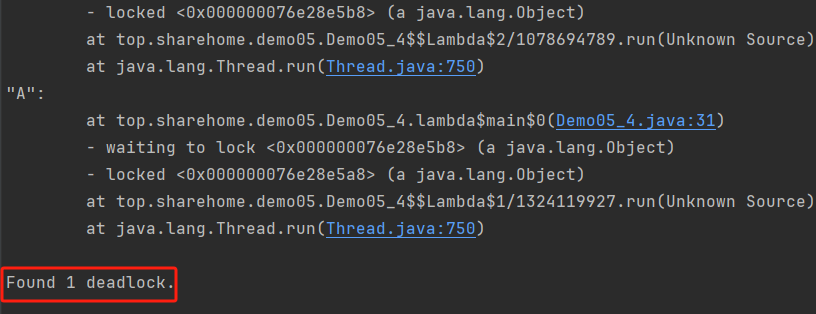 - locked <0x000000076e28e5b8> (a java.lang.Object)
at top.sharehome.demo05.Demo05_4$$Lambda$2/1078694789.run(Unknown Source)
at java.lang.Thread.run(Thread.java:750)
"A":
at top.sharehome.demo05.Demo05_4.lambda$main$0(Demo05_4.java:31)
- waiting to lock <0x000000076e28e5b8> (a java.lang.Object)
- locked <0x000000076e28e5a8> (a java.lang.Object)
at top.sharehome.demo05.Demo05_4$$Lambda$1/1324119927.run(Unknown Source)
at java.lang.Thread.run(Thread.java:750)
Found 1 deadlock.